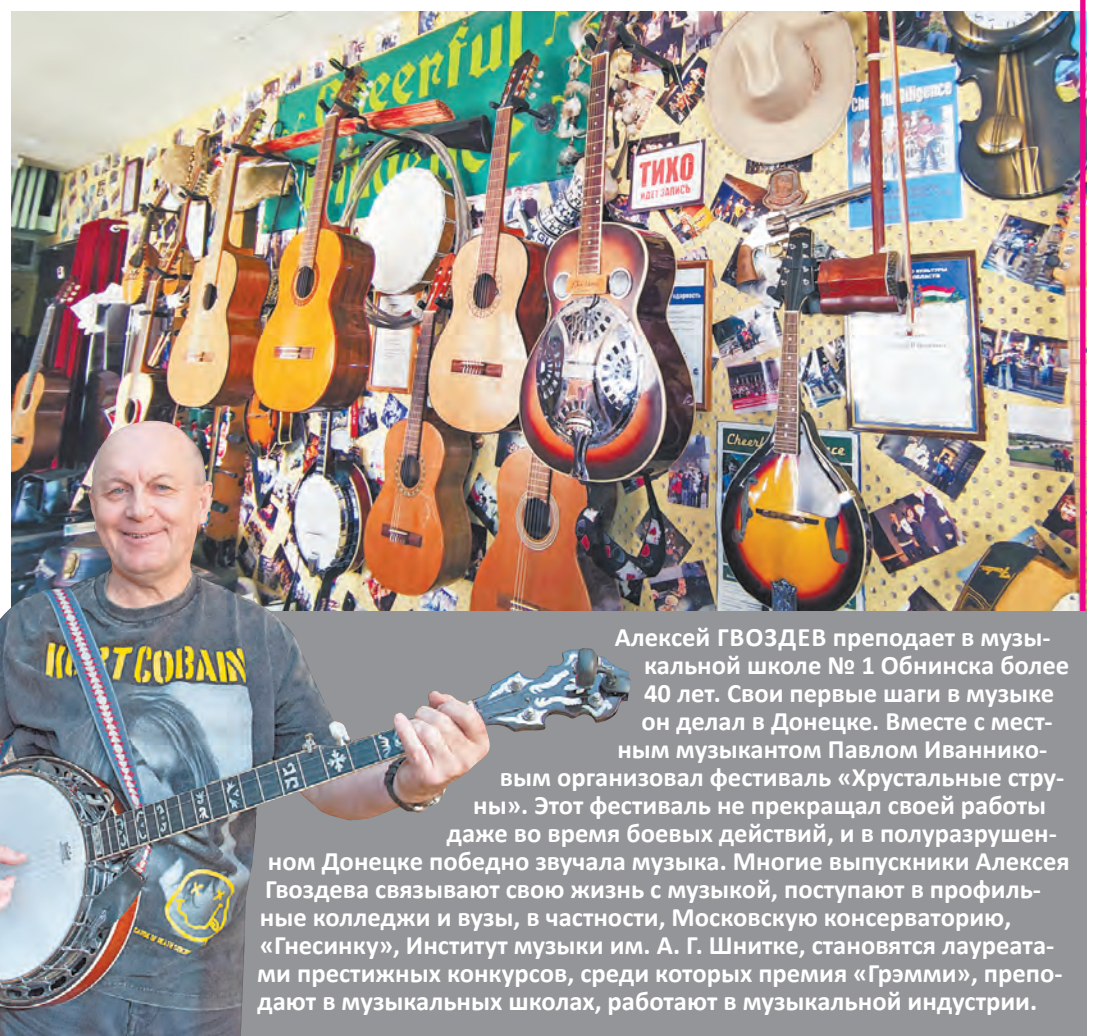 Cheerful
ТИХО
ИДЕТ ЗАПИСЬ
Cheerful Diligence
KURT COBAIN
Алексей ГВОЗДЕВ преподает в музы-
кальной школе № 1 Обнинска более
40 лет. Свои первые шаги в музыке
он делал в Донецке. Вместе с мест-
ным музыкантом Павлом Иваннико-
вым организовал фестиваль «Хрустальные стру-
ны». Этот фестиваль не прекращал своей работы
даже во время боевых действий, и в полуразрушен-
ном Донецке победно звучала музыка. Многие выпускники Алексея
Гвоздева связывают свою жизнь с музыкой, поступают в профиль-
ные колледжи и вузы, в частности, Московскую консерваторию,
«Гнесинку», Институт музыки им. А. Г. Шнитке, становятся лауреата-
ми престижных конкурсов, среди которых премия «Грэмми», препо-
дают в музыкальных школах, работают в музыкальной индустрии.